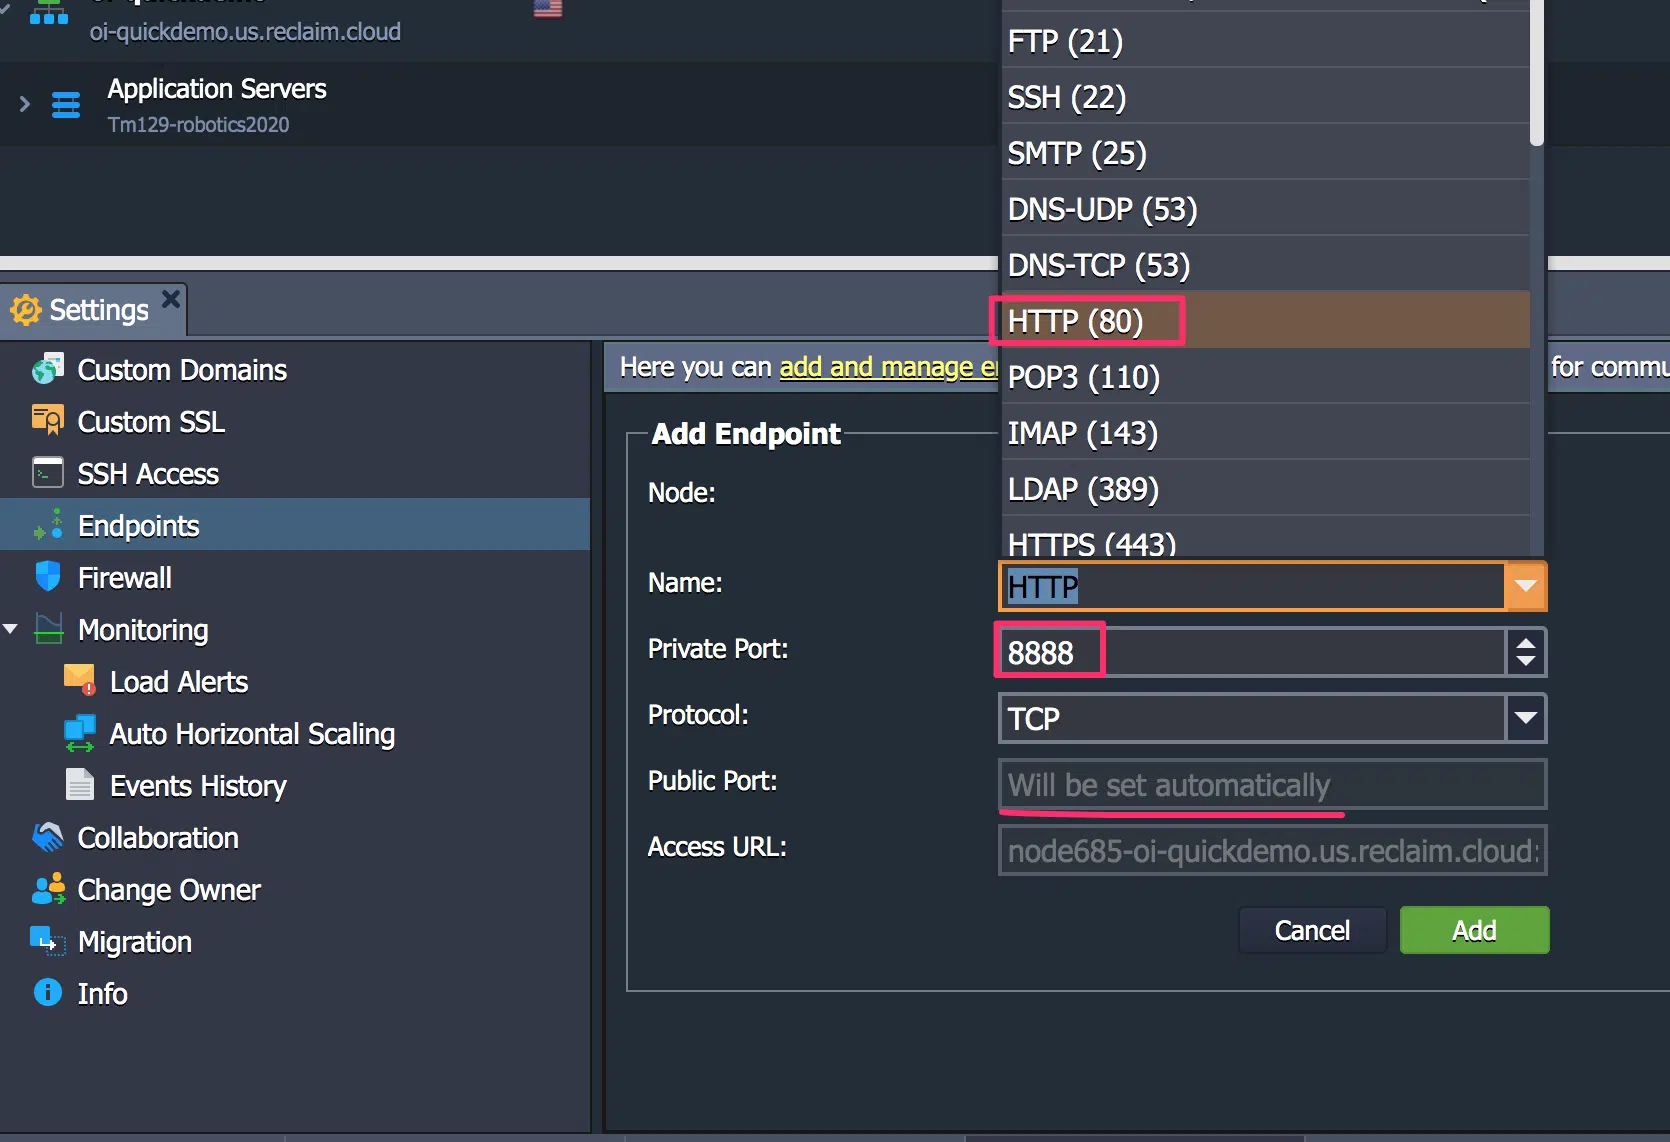 oi-quickdemo.us.reclaim.cloud
Application Servers
Tm129-robotics2020
FTP (21)
SSH (22)
SMTP (25)
DNS-UDP (53)
DNS-TCP (53)
HTTP (80)
POP3 (110)
IMAP (143)
LDAP (389)
HTTPS (443)
Settings
Custom Domains
Custom SSL
SSH Access
Endpoints
Firewall
Monitoring
Load Alerts
Auto Horizontal Scaling
Events History
Collaboration
Change Owner
Migration
Info
Here you can add and manage e
for commu
Add Endpoint
Node:
Name: HTTP
Private Port: 8888
Protocol: TCP
Public Port: Will be set automatically
Access URL: node685-oi-quickdemo.us.reclaim.cloud:
Cancel Add